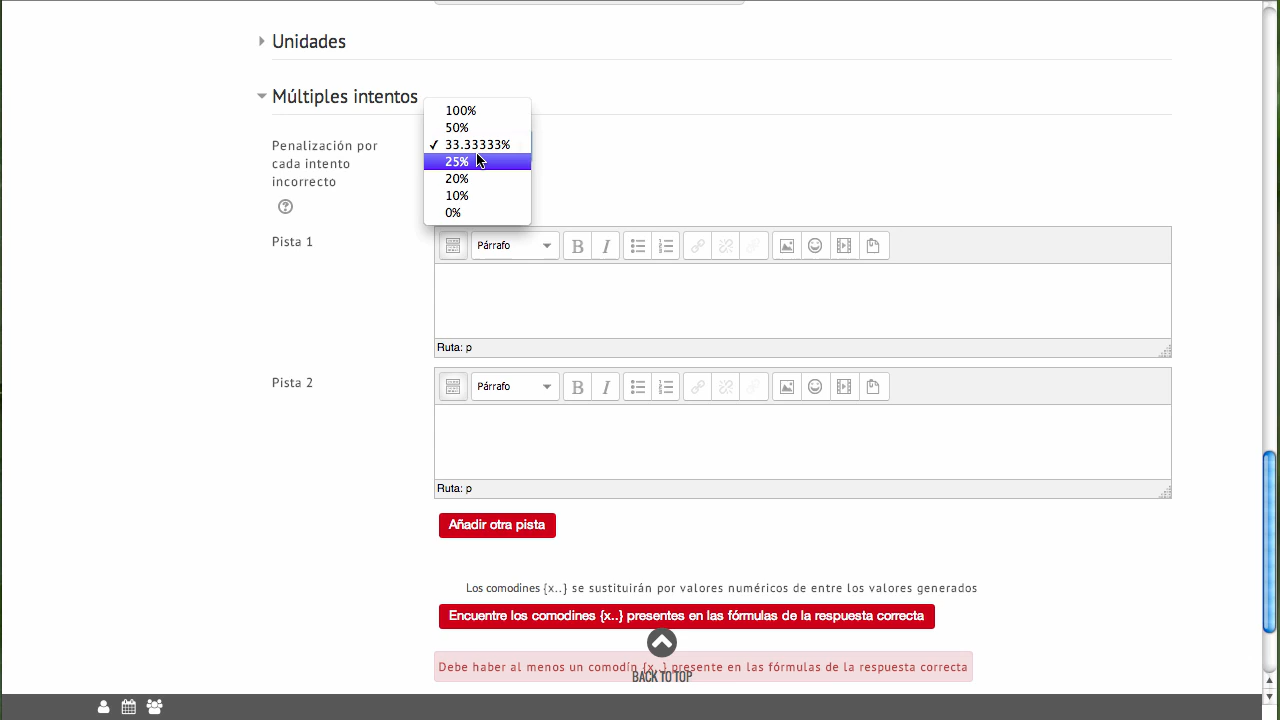 Unidades
Múltiples intentos
100%
50%
✓ 33.33333%
25%
20%
10%
0%
Penalización por
cada intento
incorrecto
Pista 1
Párrafo
B I
Ruta: p
Pista 2
Párrafo
B I
Ruta: p
Añadir otra pista
Los comodines {x..} se sustituirán por valores numéricos de entre los valores generados
Encuentre los comodines {x..} presentes en las fórmulas de la respuesta correcta
Debe haber al menos un comodín {x..} presente en las fórmulas de la respuesta correcta
BACK TO TOP